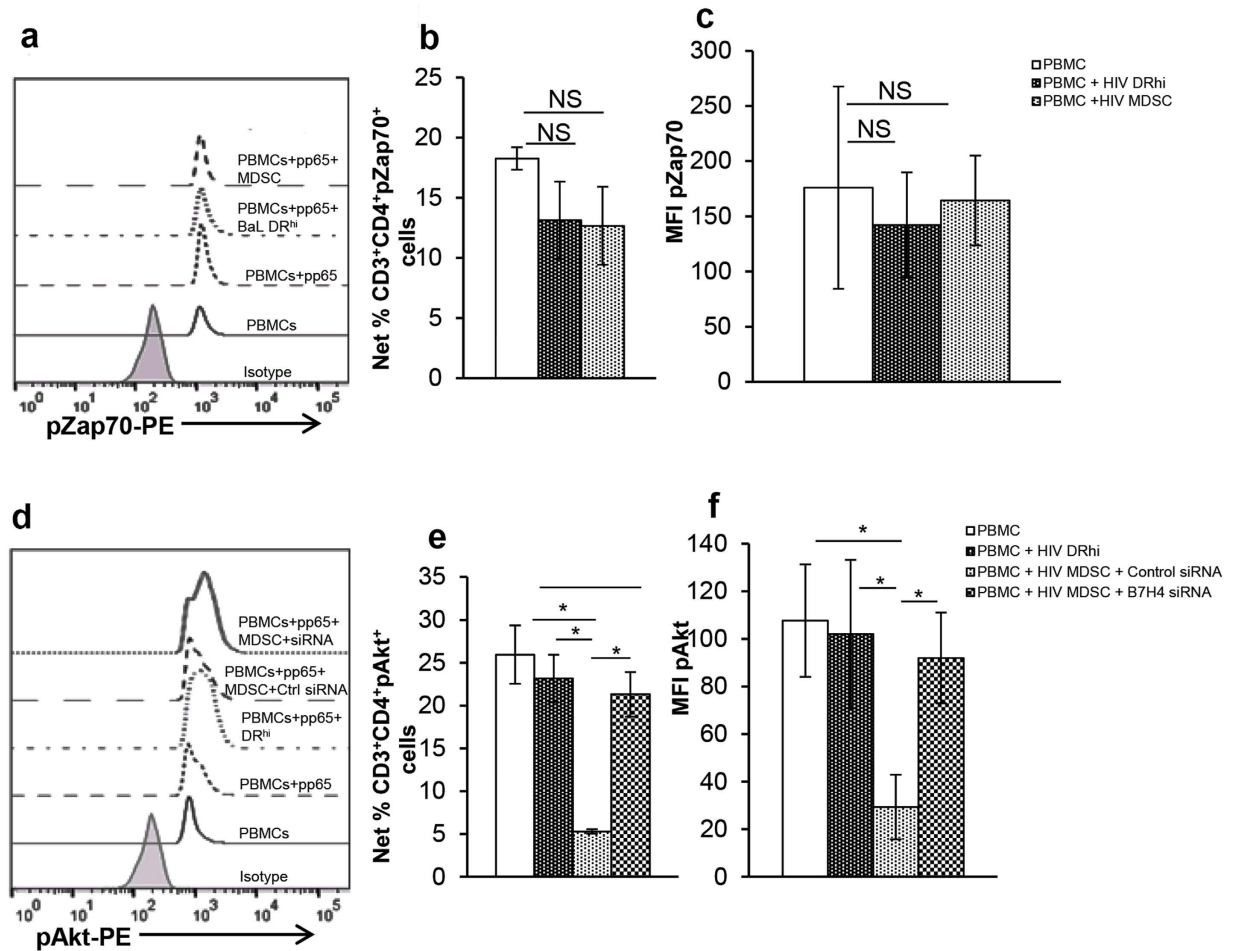 a
PBMCs+pp65+
MDSC
PBMCs+pp65+
BaL DRhi
PBMCs+pp65
PBMCs
Isotype
10⁰ 10¹ 10² 10³ 10⁴ 10⁵
pZap70-PE
b
25
20
15
10
5
0
Net % CD3⁺CD4⁺pZap70⁺
cells
NS
NS
c
300
250
200
150
100
50
0
MFI pZap70
NS
NS
PBMC
PBMC + HIV DRhi
PBMC +HIV MDSC
d
PBMCs+pp65+
MDSC+siRNA
PBMCs+pp65+
MDSC+Ctrl siRNA
PBMCs+pp65+
DRhi
PBMCs+pp65
PBMCs
Isotype
10⁰ 10¹ 10² 10³ 10⁴ 10⁵
pAkt-PE
e
35
30
25
20
15
10
5
0
Net % CD3⁺CD4⁺pAkt⁺
cells
*
*
*
f
140
120
100
80
60
40
20
0
MFI pAkt
*
*
*
PBMC
PBMC + HIV DRhi
PBMC + HIV MDSC + Control siRNA
PBMC + HIV MDSC + B7H4 siRNA